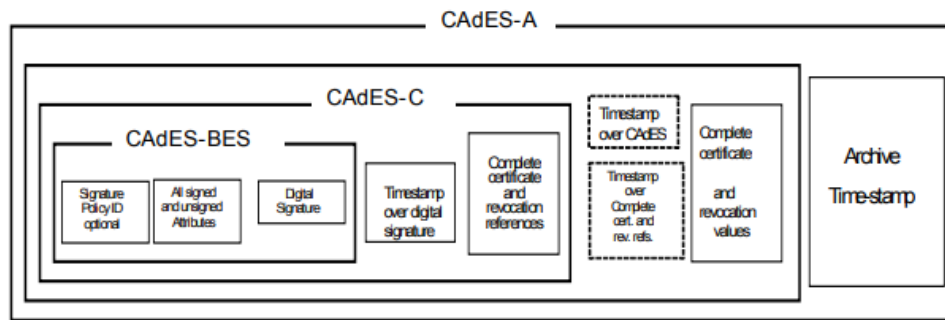 CAdES-A
CAdES-C
CAdES-BES
Signature
Policy ID
optional
All signed
and unsigned
Attributes
Digital
Signature
Timestamp
over digital
signature
Complete
certificate
and
revocation
references
Timestamp
over CAdES
Timestamp
over
Complete
cert. and
rev. refs.
Complete
certificate
and
revocation
values
Archive
Time-stamp